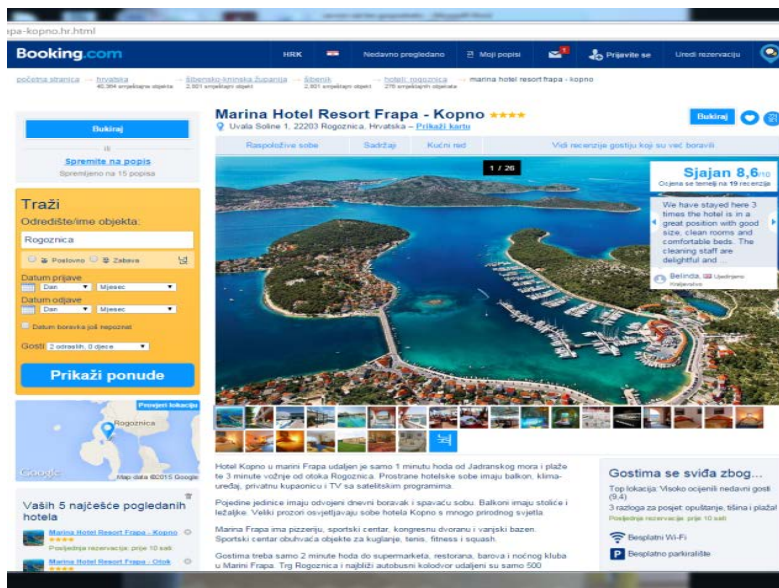 apa-kopno.hr.html
Booking.com
HRK
Nedavno pregledano
Moji popisi
1
Prijavite se
Uredi rezervaciju
početna stranica → hrvatska → šibensko-kninska županija → šibenik → hoteli: rogoznica → marina hotel resort frapa - kopno
Bukiraj
ili
Spremite na popis
Spremljeno na 15 popisa
Traži
Odredište/ime objekta:
Rogoznica
Poslovno Zabava
Datum prijave
Dan Mjesec
Datum odjave
Dan Mjesec
Datum boravka još nepoznat
Gosti 2 odraslih, 0 djece
Prikaži ponude
Provjeri lokaciju
Rogoznica
Google
Map data ©2015 Google
Vaših 5 najčešće pogledanih
hotela
Marina Hotel Resort Frapa - Kopno
Posljednja rezervacija: prije 10 sati
Marina Hotel Resort Frapa - Otok
Marina Hotel Resort Frapa - Kopno
Uvala Soline 1, 22203 Rogoznica, Hrvatska – Prikaži kartu
Bukiraj
Raspoložive sobe
Sadržaji
Kućni red
Vidi recenzije gostiju koji su već boravili
1 / 26
Sjajan 8,6/10
Ocjena se temelji na 19 recenzija
We have stayed here 3
times the hotel is in a
great position with good
size, clean rooms and
comfortable beds. The
cleaning staff are
delightful and ...
Belinda, Ujedinjeno
Kraljevstvo
Hotel Kopno u marini Frapa udaljen je samo 1 minutu hoda od Jadranskog mora i plaže
te 3 minute vožnje od otoka Rogoznica. Prostrane hotelske sobe imaju balkon, klima-
uređaj, privatnu kupaonicu i TV sa satelitskim programima.
Pojedine jedinice imaju odvojeni dnevni boravak i spavaću sobu. Balkoni imaju stoliće i
ležaljke. Veliki prozori osvjetljavaju sobe hotela Kopno s mnogo prirodnog svjetla
Marina Frapa ima pizzeriju, sportski centar, kongresnu dvoranu i vanjski bazen.
Sportski centar obuhvaća objekte za kuglanje, tenis, fitness i squash.
Gostima treba samo 2 minute hoda do supermarketa, restorana, barova i noćnog kluba
u Marini Frapa. Trg Rogoznica i najbliži autobusni kolodvor udaljeni su samo 500
Gostima se sviđa zbog...
Top lokacija: Visoko ocijenili nedavni gosti
(9,4)
3 razloga za posjet: opuštanje, tišina i plaža!
Posljednje rezervacije: prije 10 sati
Besplatni Wi-Fi
P Besplatno parkiralište